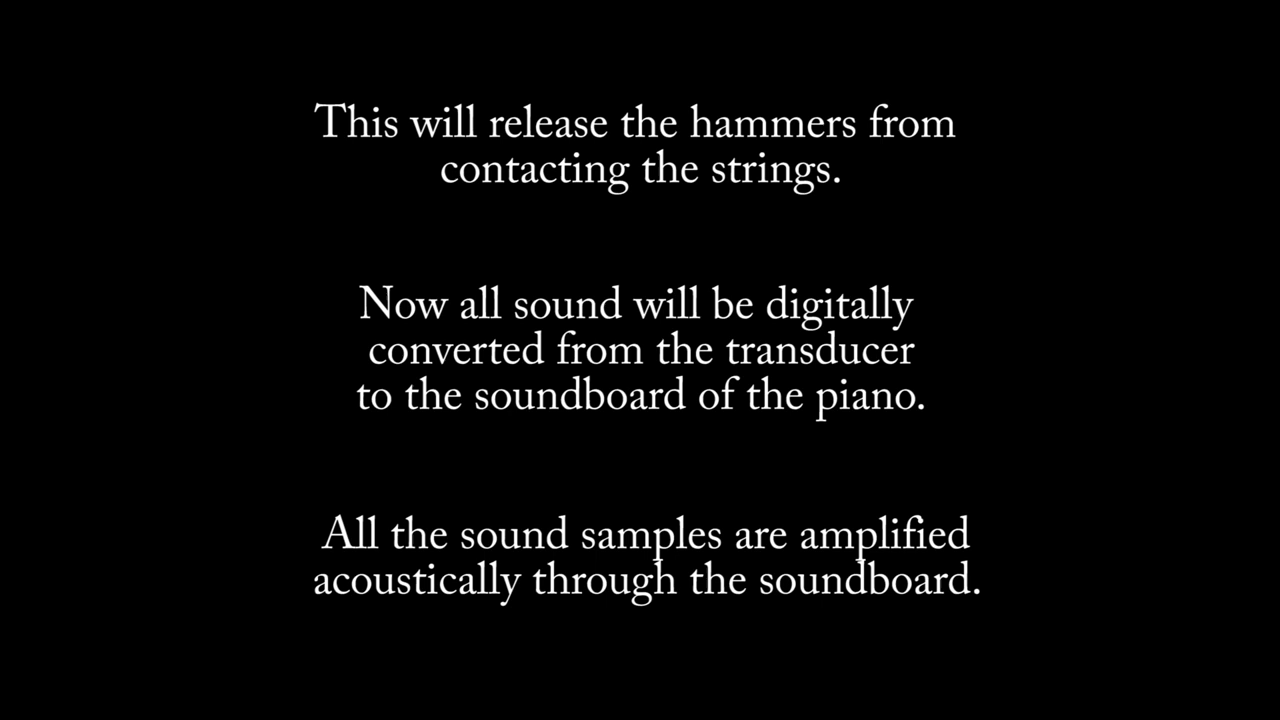 This will release the hammers from
contacting the strings.
Now all sound will be digitally
converted from the transducer
to the soundboard of the piano.
All the sound samples are amplified
acoustically through the soundboard.